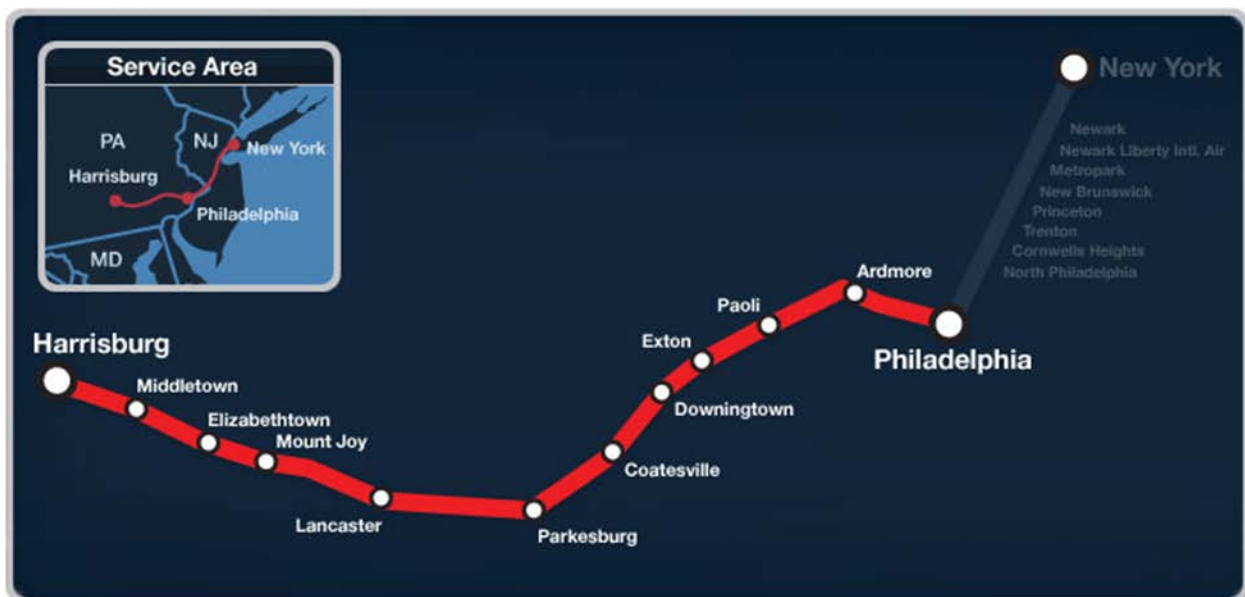 Service Area
PA
NJ
New York
Harrisburg
Philadelphia
MD
New York
Newark
Newark Liberty Intl. Air
Metropark
New Brunswick
Princeton
Trenton
Cornwells Heights
North Philadelphia
Ardmore
Paoli
Exton
Philadelphia
Harrisburg
Middletown
Elizabethtown
Mount Joy
Downingtown
Coatesville
Lancaster
Parkesburg